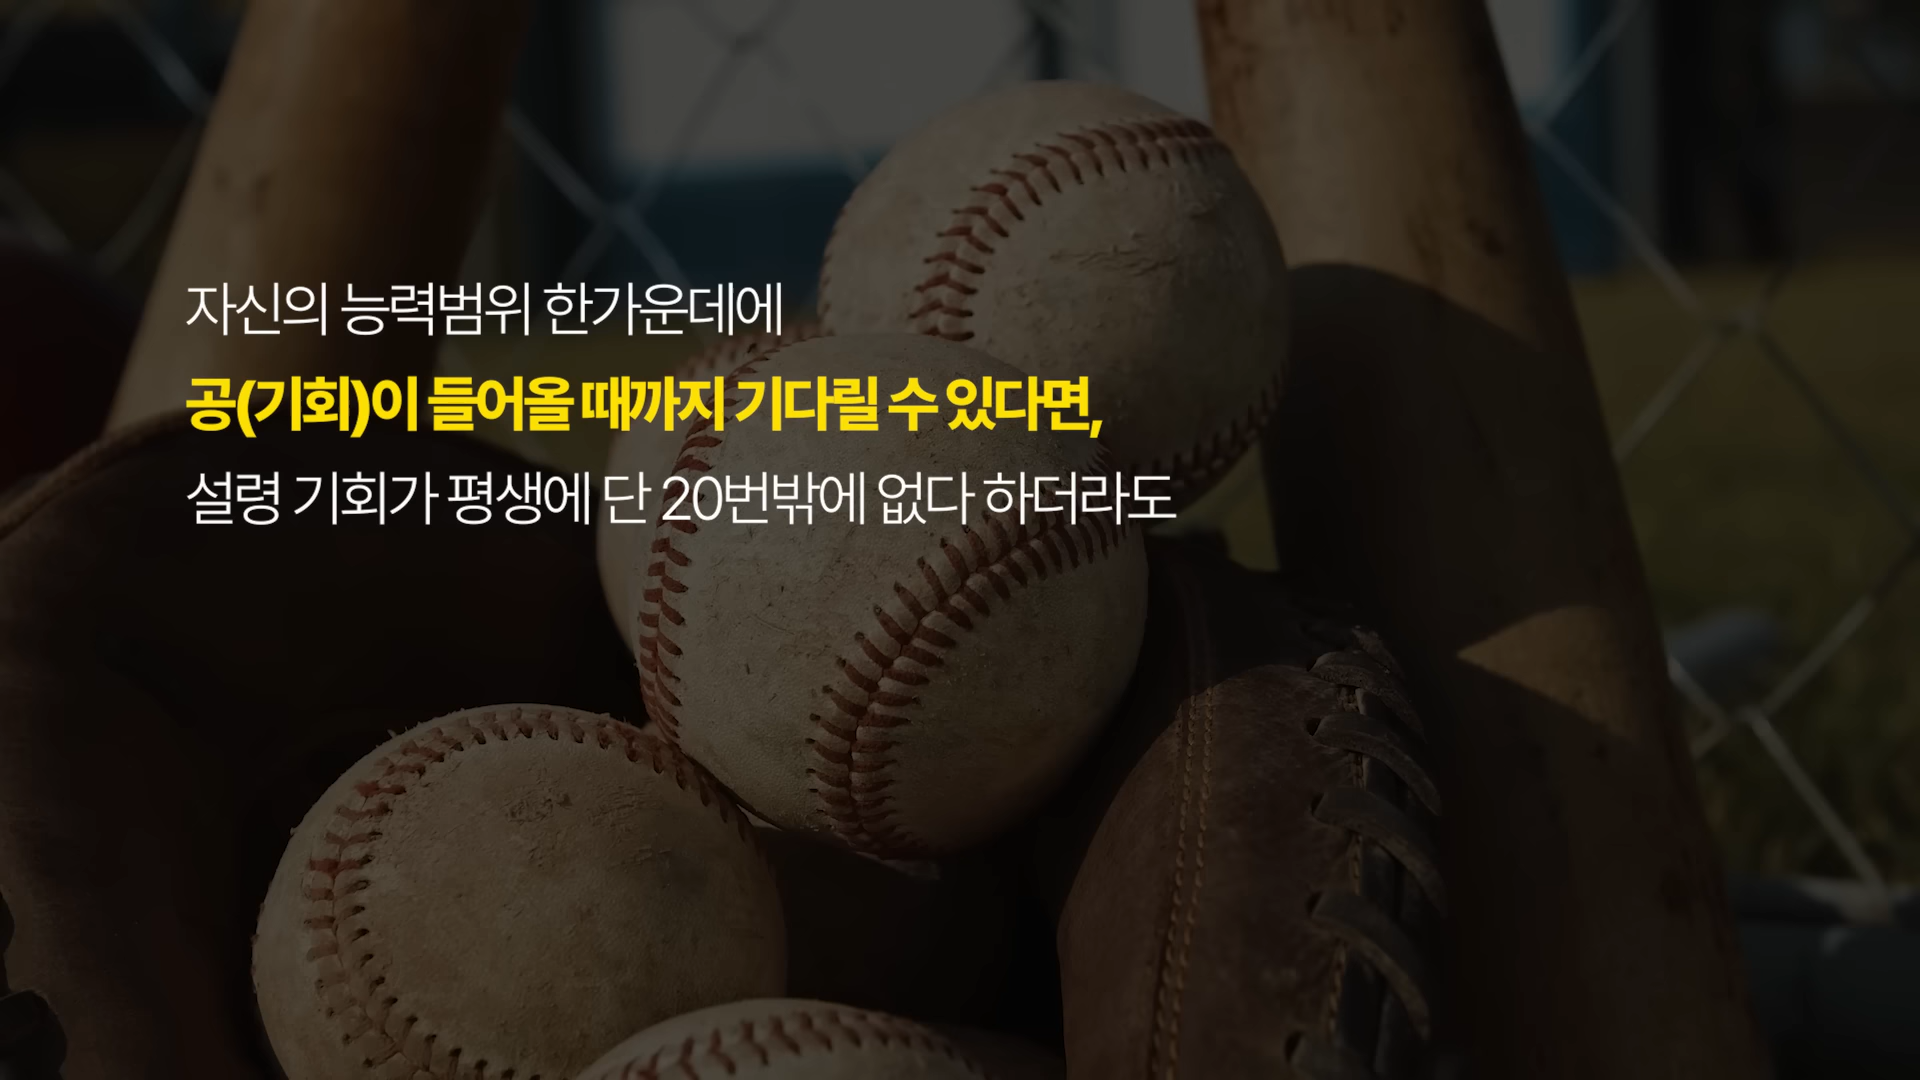 자신의 능력범위 한가운데에
공(기회)이 들어올 때까지 기다릴 수 있다면,
설령 기회가 평생에 단 20번밖에 없다 하더라도